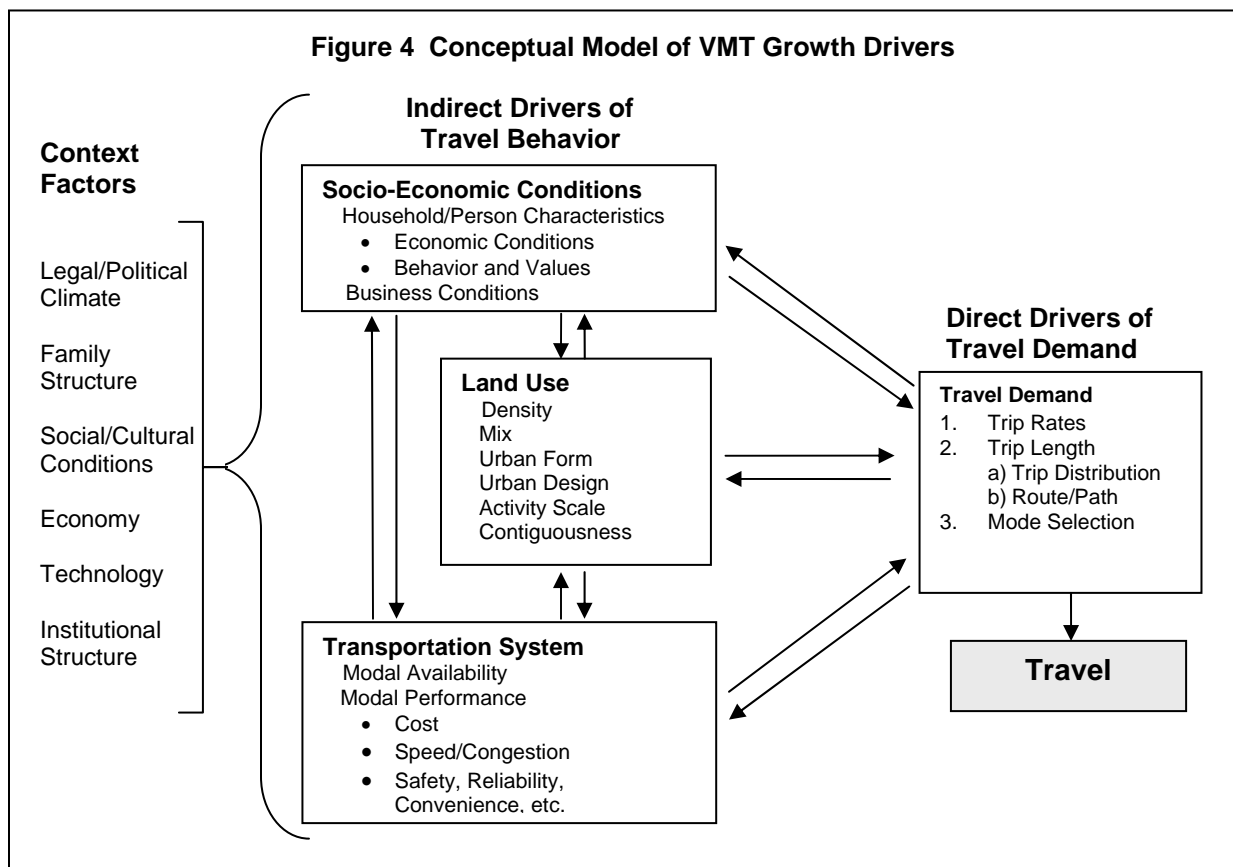 Figure 4 Conceptual Model of VMT Growth Drivers
Context
Factors
Legal/Political
Climate
Family
Structure
Social/Cultural
Conditions
Economy
Technology
Institutional
Structure
Indirect Drivers of
Travel Behavior
Socio-Economic Conditions
Household/Person Characteristics
• Economic Conditions
• Behavior and Values
Business Conditions
Land Use
Density
Mix
Urban Form
Urban Design
Activity Scale
Contiguousness
Transportation System
Modal Availability
Modal Performance
• Cost
• Speed/Congestion
• Safety, Reliability,
Convenience, etc.
Direct Drivers of
Travel Demand
Travel Demand
1. Trip Rates
2. Trip Length
a) Trip Distribution
b) Route/Path
3. Mode Selection
Travel